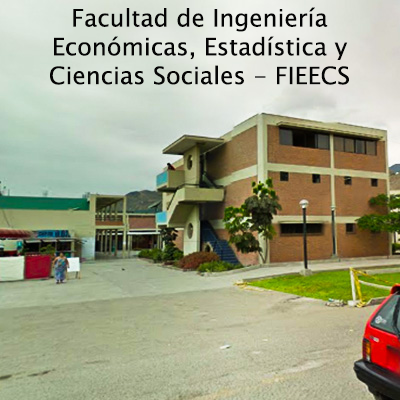 Facultad de Ingeniería
Económicas, Estadística y
Ciencias Sociales - FIEECS